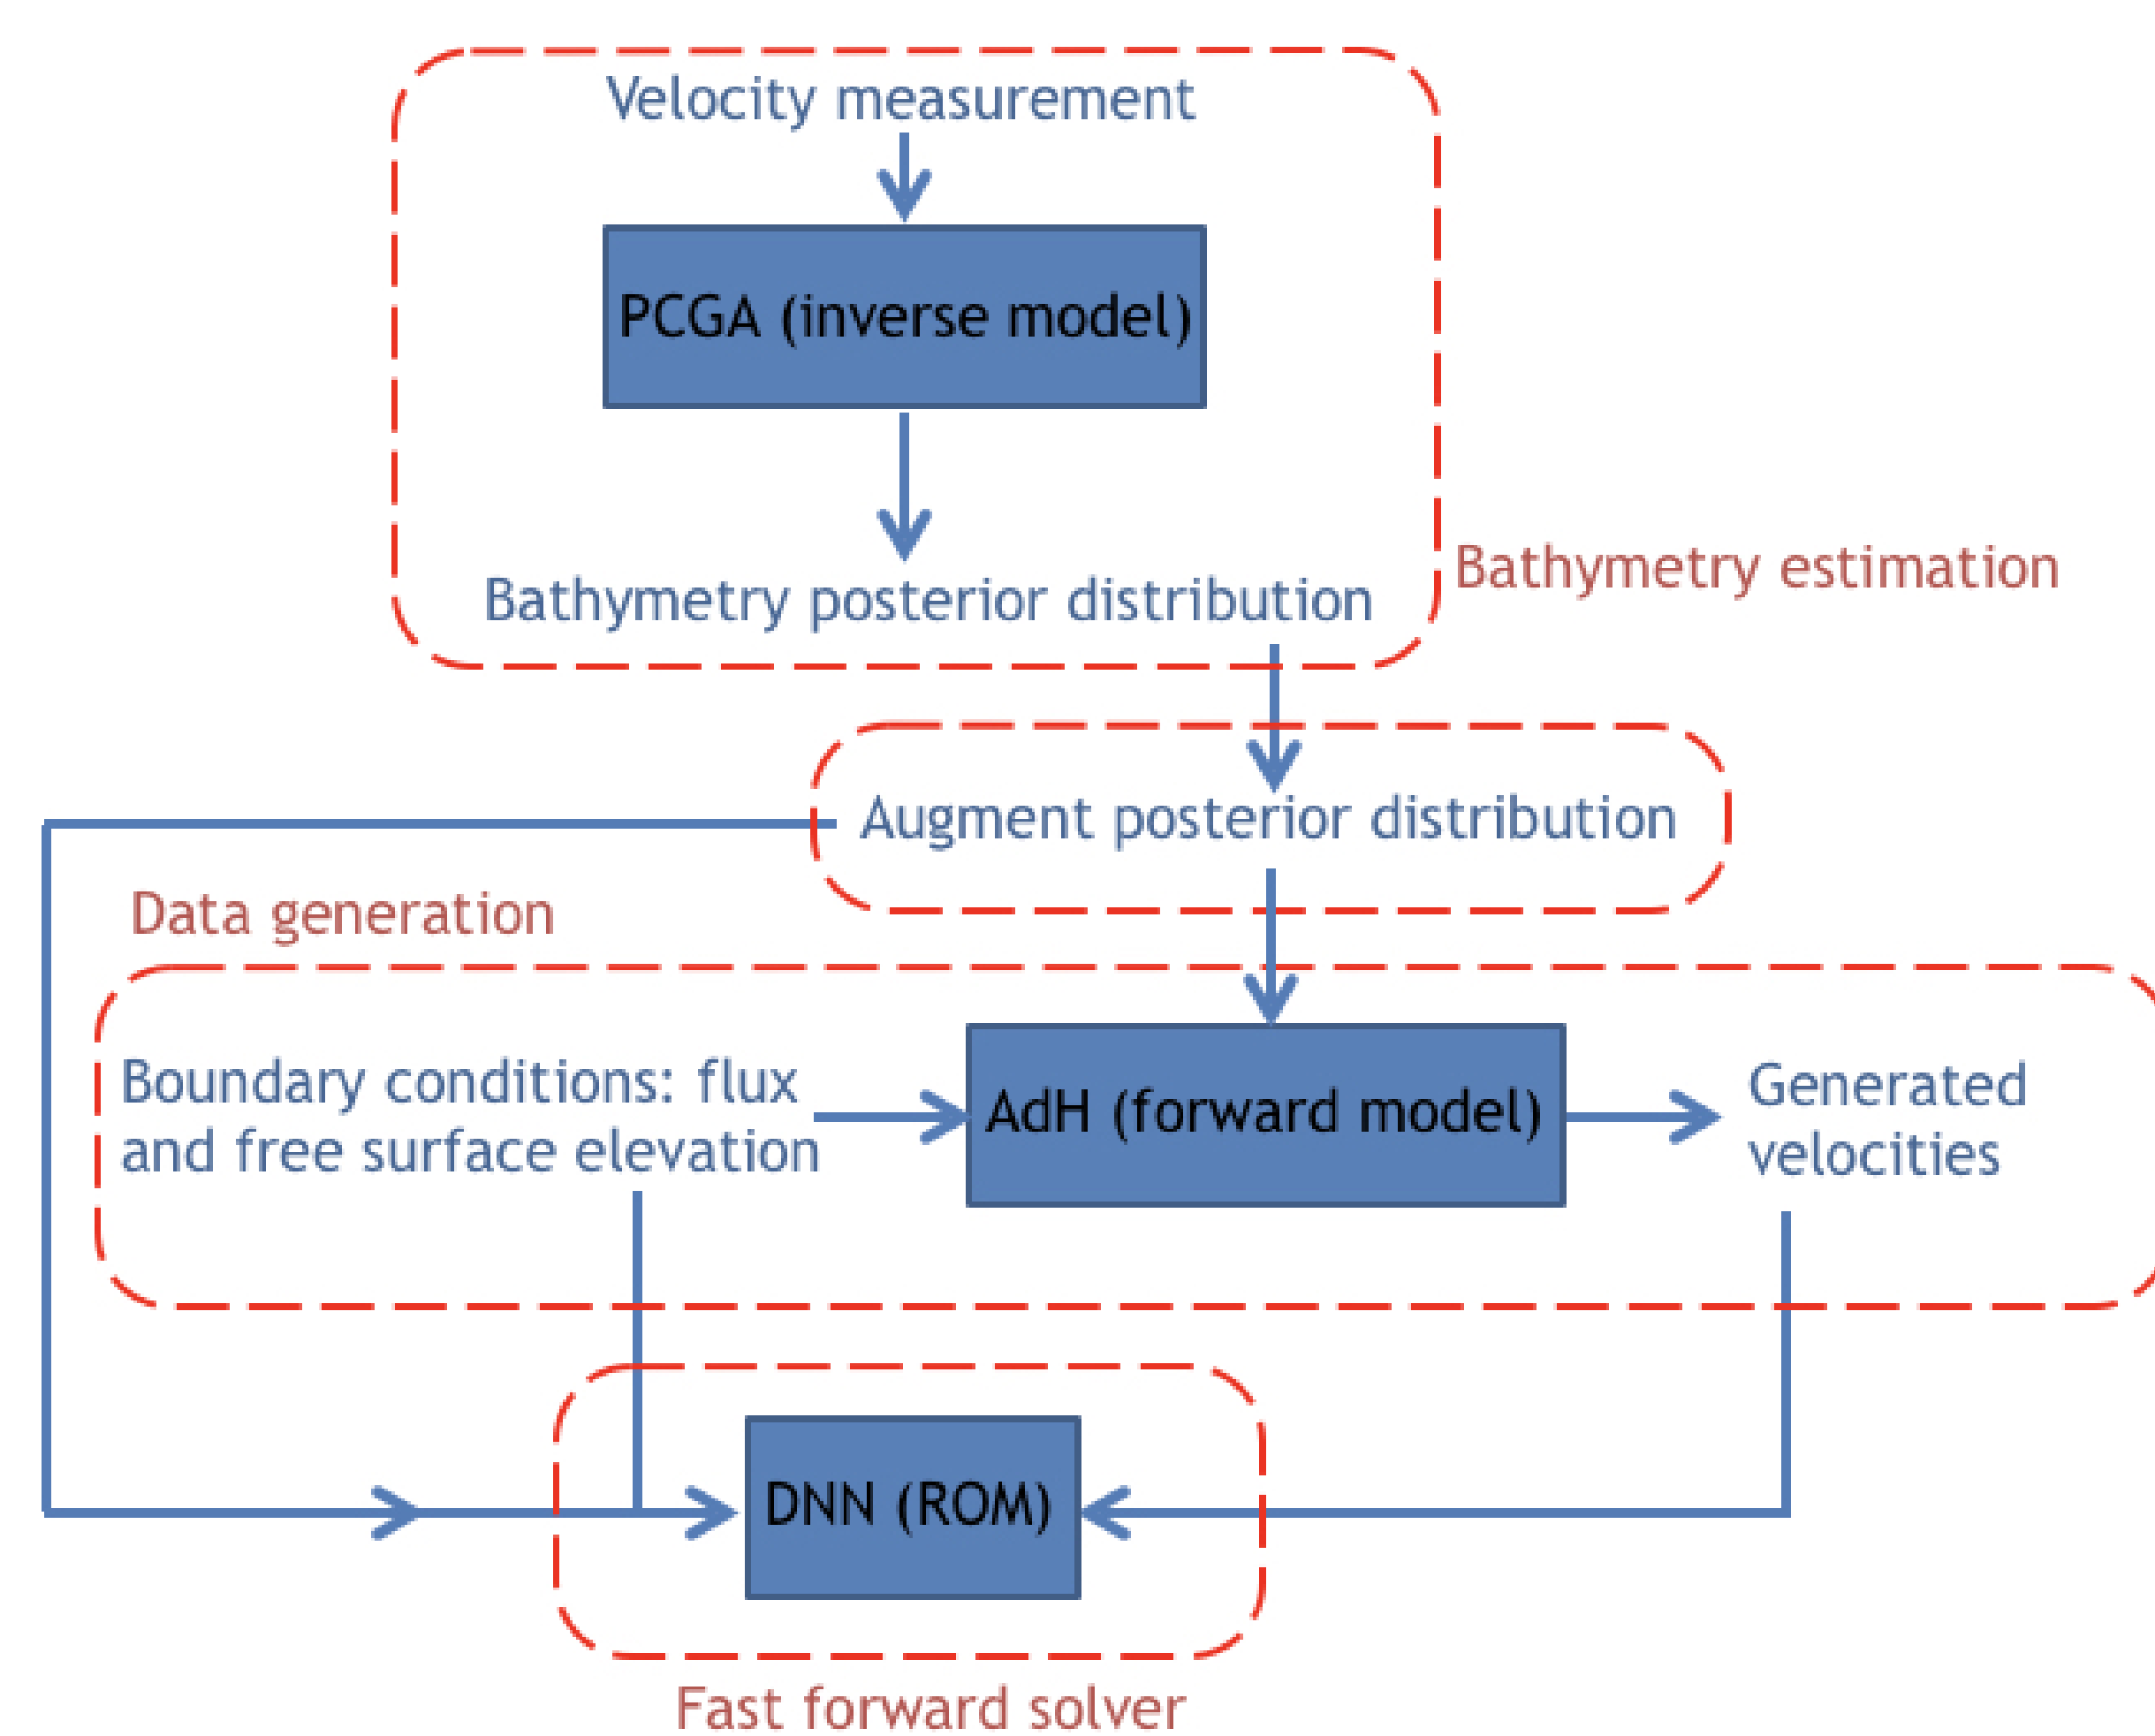 Velocity measurement
PCGA (inverse model)
Bathymetry posterior distribution
Bathymetry estimation
Augment posterior distribution
Data generation
Boundary conditions: flux
and free surface elevation
AdH (forward model)
Generated
velocities
DNN (ROM)
Fast forward solver